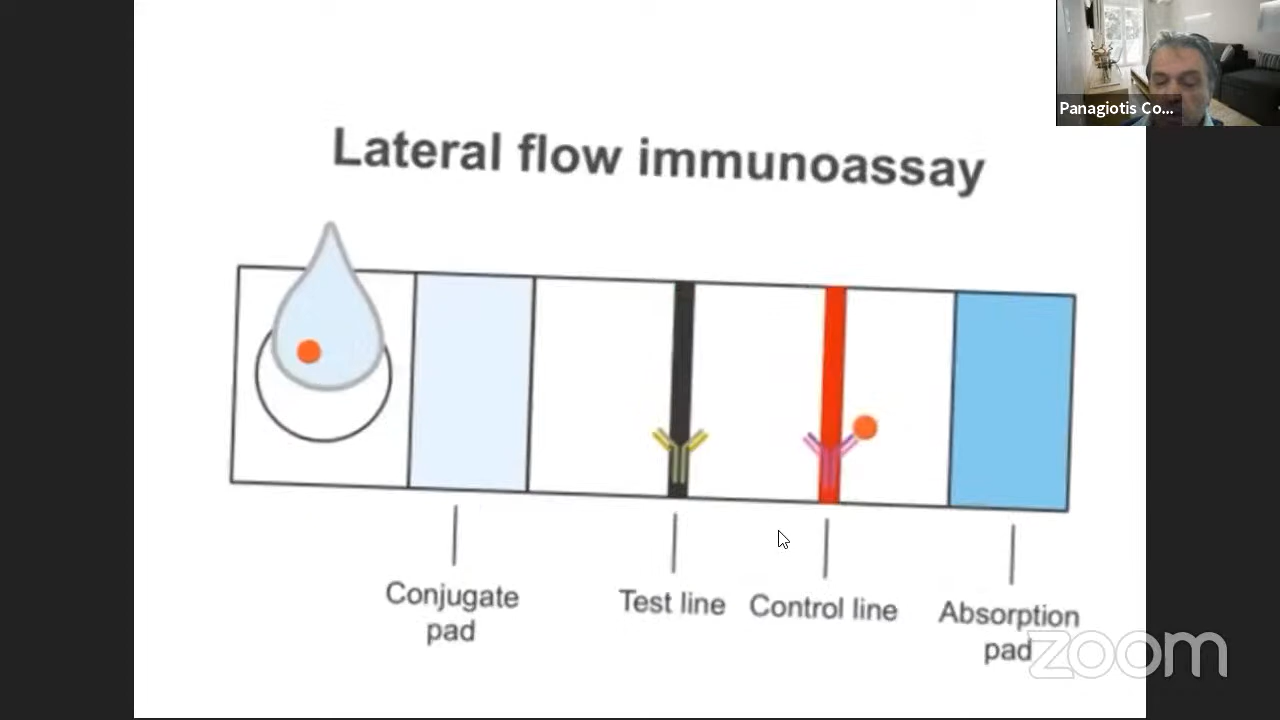 Panagiotis Co...
Lateral flow immunoassay
Conjugate
pad
Test line
Control line
Absorption
pad
zoom